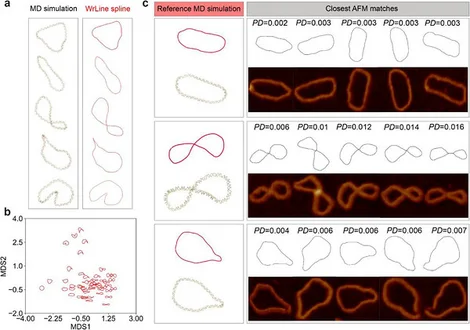 a
MD simulation
WrLine spline
b
MDS2
4.0
2.5
1.0
−0.5
−2.0
−4.00
−2.25
−0.50
1.25
3.00
MDS1
c
Reference MD simulation
Closest AFM matches
PD=0.002
PD=0.003
PD=0.003
PD=0.003
PD=0.003
PD=0.006
PD=0.01
PD=0.012
PD=0.014
PD=0.016
PD=0.004
PD=0.006
PD=0.006
PD=0.006
PD=0.007